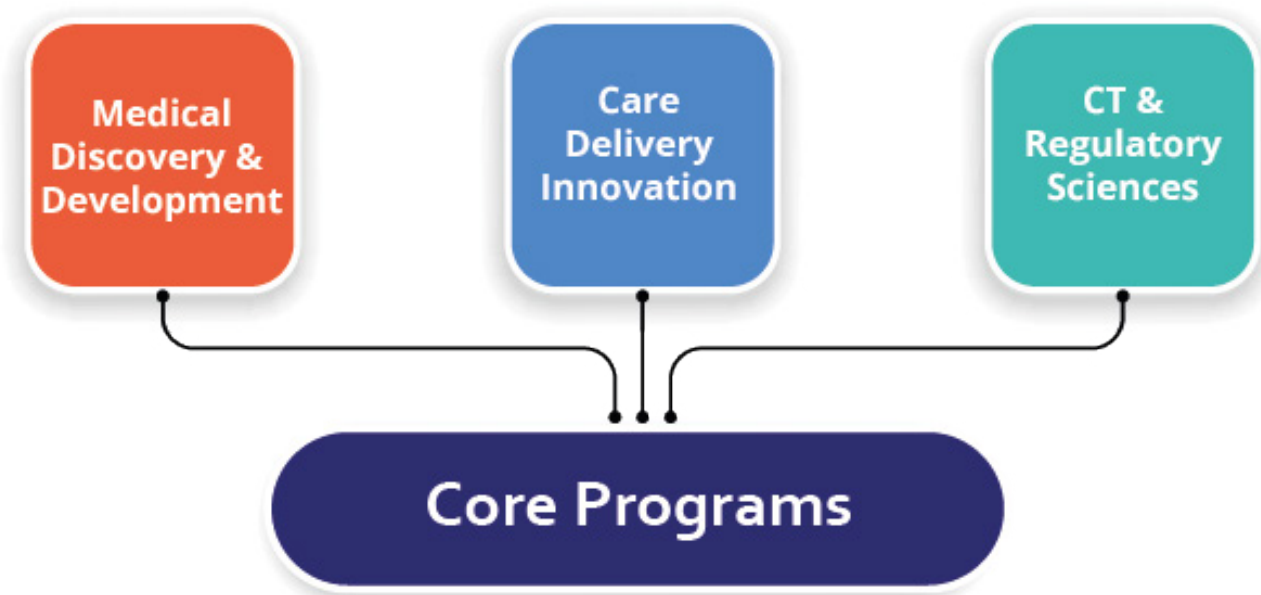 Medical
Discovery &
Development
Care
Delivery
Innovation
CT &
Regulatory
Sciences
Core Programs